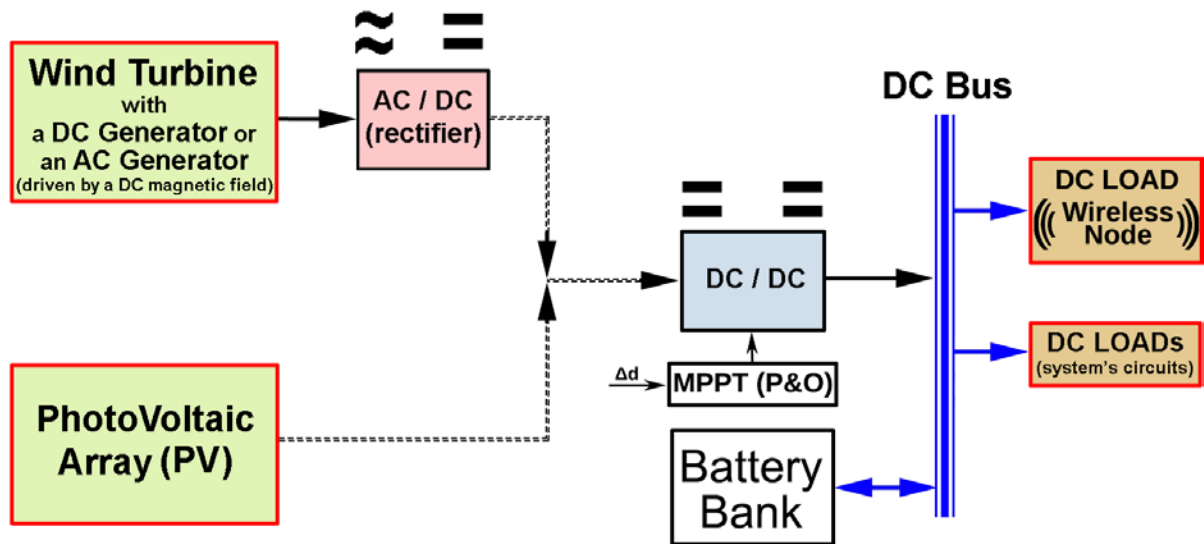 Wind Turbine
with
a DC Generator or
an AC Generator
(driven by a DC magnetic field)
AC / DC
(rectifier)
DC Bus
DC LOAD
((( Wireless )))
Node
DC / DC
DC LOADs
(system's circuits)
Δd
MPPT (P&O)
PhotoVoltaic
Array (PV)
Battery
Bank